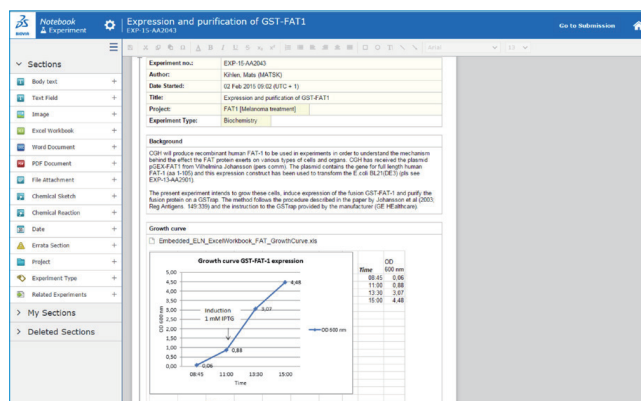 Notebook
Experiment
Expression and purification of GST-FAT1
EXP-15-AA2043
Go to Submission
Sections
Body text +
Text Field +
Image +
Excel Workbook +
Word Document +
PDF Document +
File Attachment +
Chemical Sketch +
Chemical Reaction +
Date +
Errata Section +
Project +
Experiment Type +
Related Experiments +
My Sections
Deleted Sections
Experiment no.: EXP-15-AA2043
Author: Kihlen, Mats (MATSK)
Date Started: 02 Feb 2015 09:02 (UTC + 1)
Title: Expression and purification of GST-FAT1
Project: FAT1 [Melanoma treatment]
Experiment Type: Biochemistry
Background
CGH will produce recombinant human FAT-1 to be used in experiments in order to understand the mechanism
behind the effect the FAT protein exerts on various types of cells and organs. CGH has received the plasmid
pGEX-FAT1 from Vilhelmina Johansson (pers comm). The plasmid contains the gene for full length human
FAT-1 (aa 1-105) and this expression construct has been used to transform the E.coli BL21(DE3) (pls see
EXP-13-AA2901).
The present experiment intends to grow these cells, induce expression of the fusion GST-FAT-1 and purify the
fusion protein on a GSTrap. The method follows the procedure described in the paper by Johansson et al (2003;
Reg Antigens. 149:339) and the instruction to the GSTrap provided by the manufacturer (GE HEalthcare).
Growth curve
Embedded_ELN_ExcelWorkbook_FAT_GrowthCurve.xls
Growth curve GST-FAT-1 expression
OD 600 nm
5,00
4,50
4,00
3,50
3,00
2,50
2,00
1,50
1,00
0,50
0,00
Induction
1 mM IPTG
0,06
0,88
3,07
4,48
OD 600 nm
08:45 11:00 13:30 15:00
Time
OD
Time 600 nm
08:45 0,06
11:00 0,88
13:30 3,07
15:00 4,48